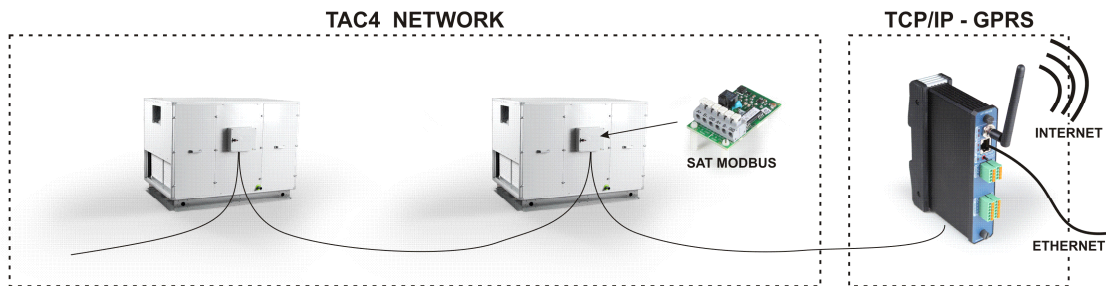 TAC4 NETWORK
TCP/IP - GPRS
SAT MODBUS
INTERNET
ETHERNET